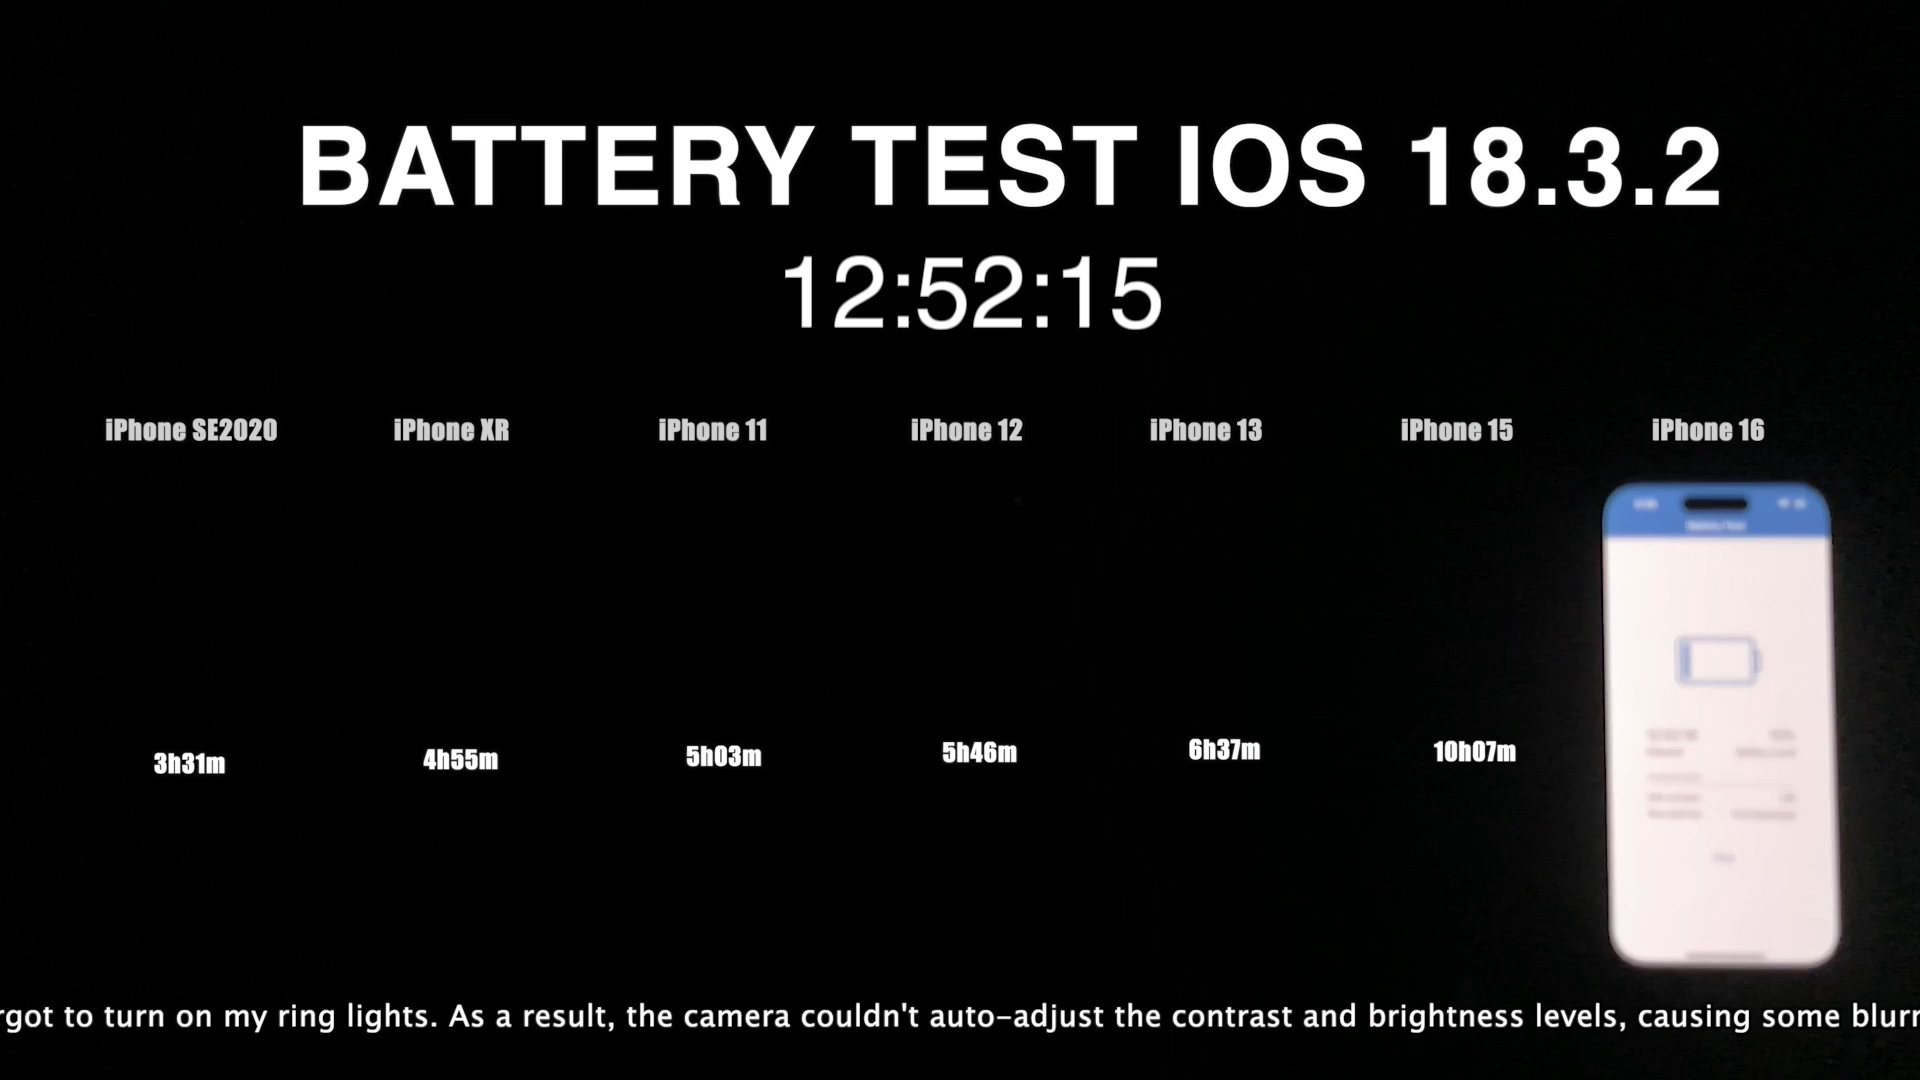 BATTERY TEST IOS 18.3.2
12:52:15
iPhone SE2020 iPhone XR iPhone 11 iPhone 12 iPhone 13 iPhone 15 iPhone 16
3h31m 4h55m 5h03m 5h46m 6h37m 10h07m
rgot to turn on my ring lights. As a result, the camera couldn't auto-adjust the contrast and brightness levels, causing some blurr